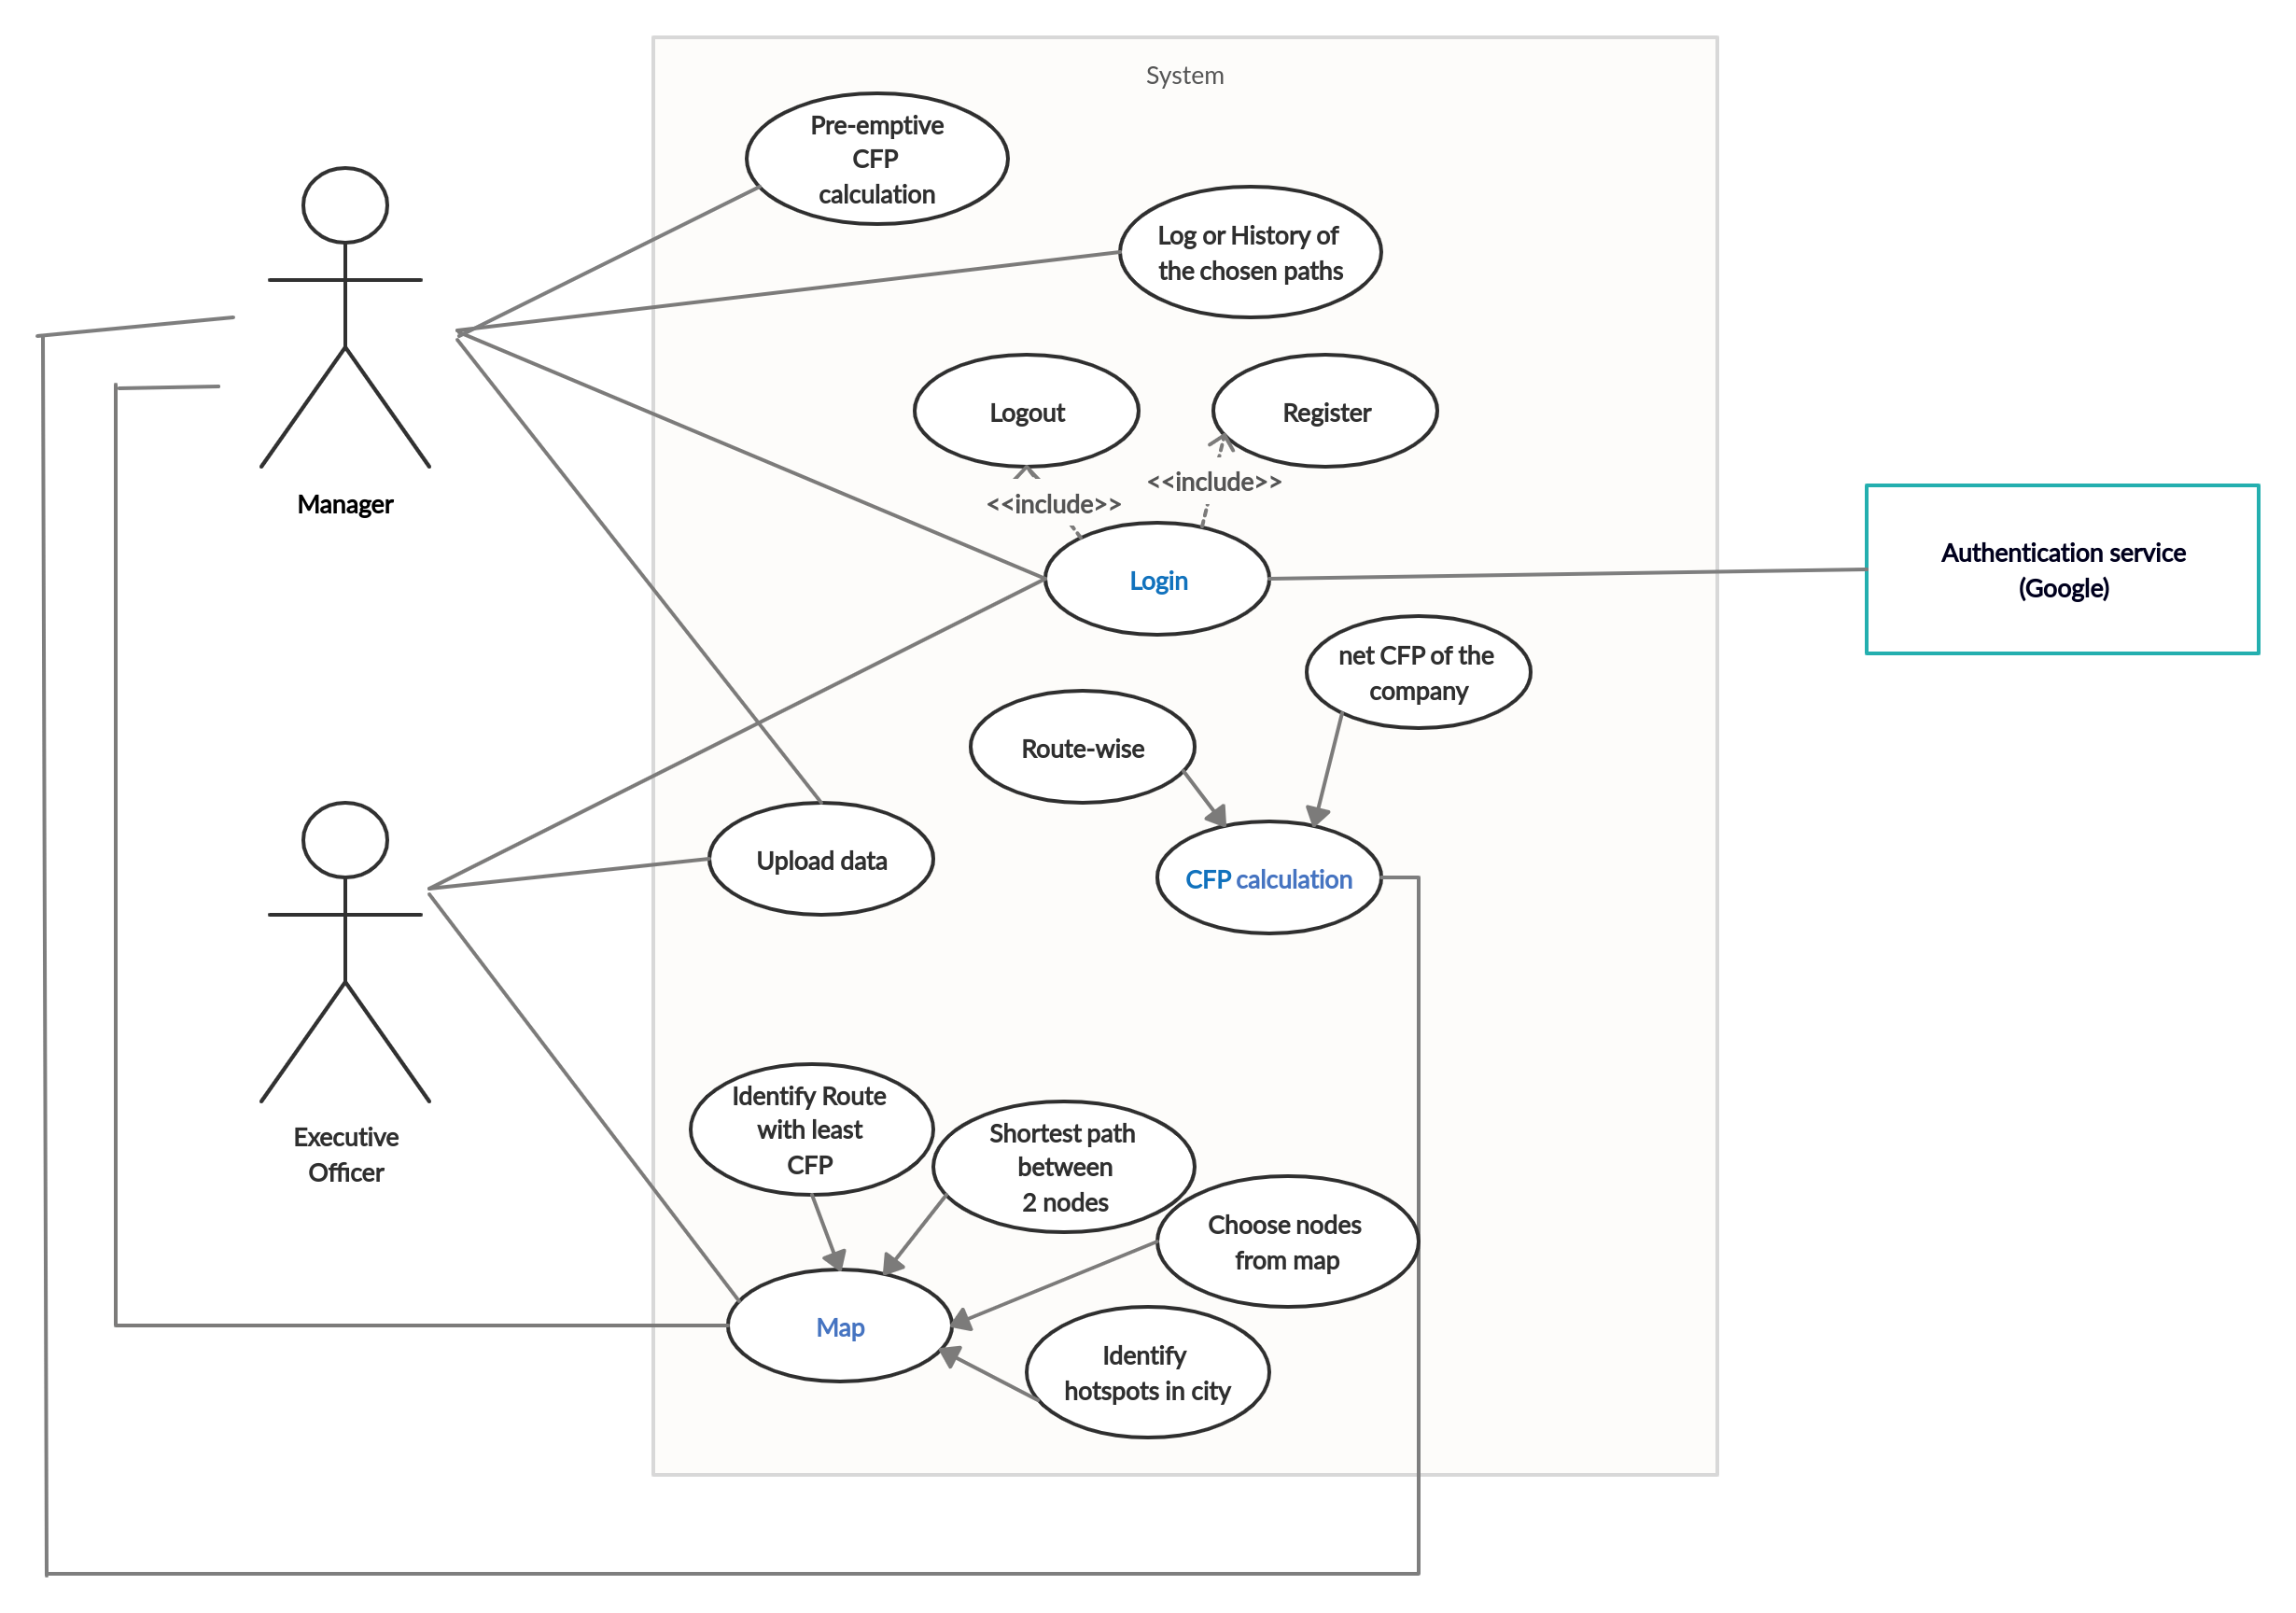 System
Pre-emptive
CFP
calculation
Log or History of
the chosen paths
Logout
Register
<<include>>
<<include>>
Manager
Login
Authentication service
(Google)
net CFP of the
company
Route-wise
Upload data
CFP calculation
Executive
Officer
Identify Route
with least
CFP
Shortest path
between
2 nodes
Choose nodes
from map
Map
Identify
hotspots in city